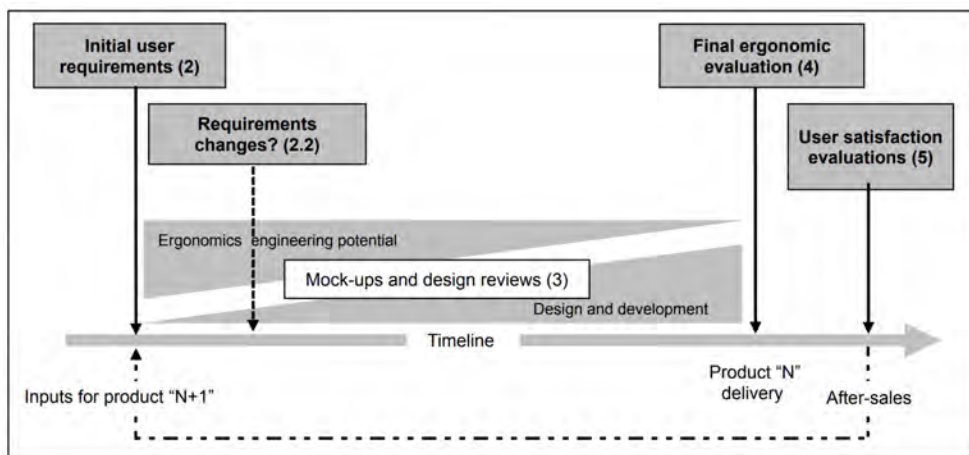 Initial user
requirements (2)
Final ergonomic
evaluation (4)
Requirements
changes? (2.2)
User satisfaction
evaluations (5)
Ergonomics engineering potential
Mock-ups and design reviews (3)
Design and development
Timeline
Inputs for product “N+1”
Product “N”
delivery
After-sales